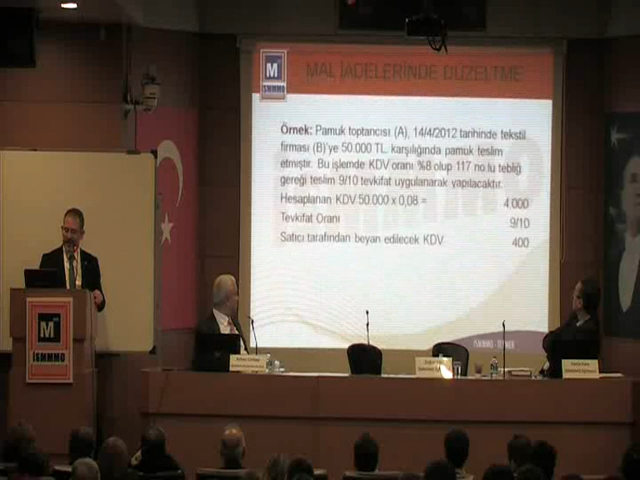 M
İSMMMO
MAL İADELERİNDE DÜZELTME
Örnek: Pamuk toptancısı (A), 14/4/2012 tarihinde tekstil
firması (B)'ye 50.000 TL. karşılığında pamuk teslim
etmiştir. Bu işlemde KDV oranı %8 olup 117 no.lu tebliğ
gereği teslim 9/10 tevkifat uygulanarak yapılacaktır.
Hesaplanan KDV 50.000 x 0,08 = 4.000
Tevkifat Oranı 9/10
Satıcı tarafından beyan edilecek KDV 400
M
İSMMMO